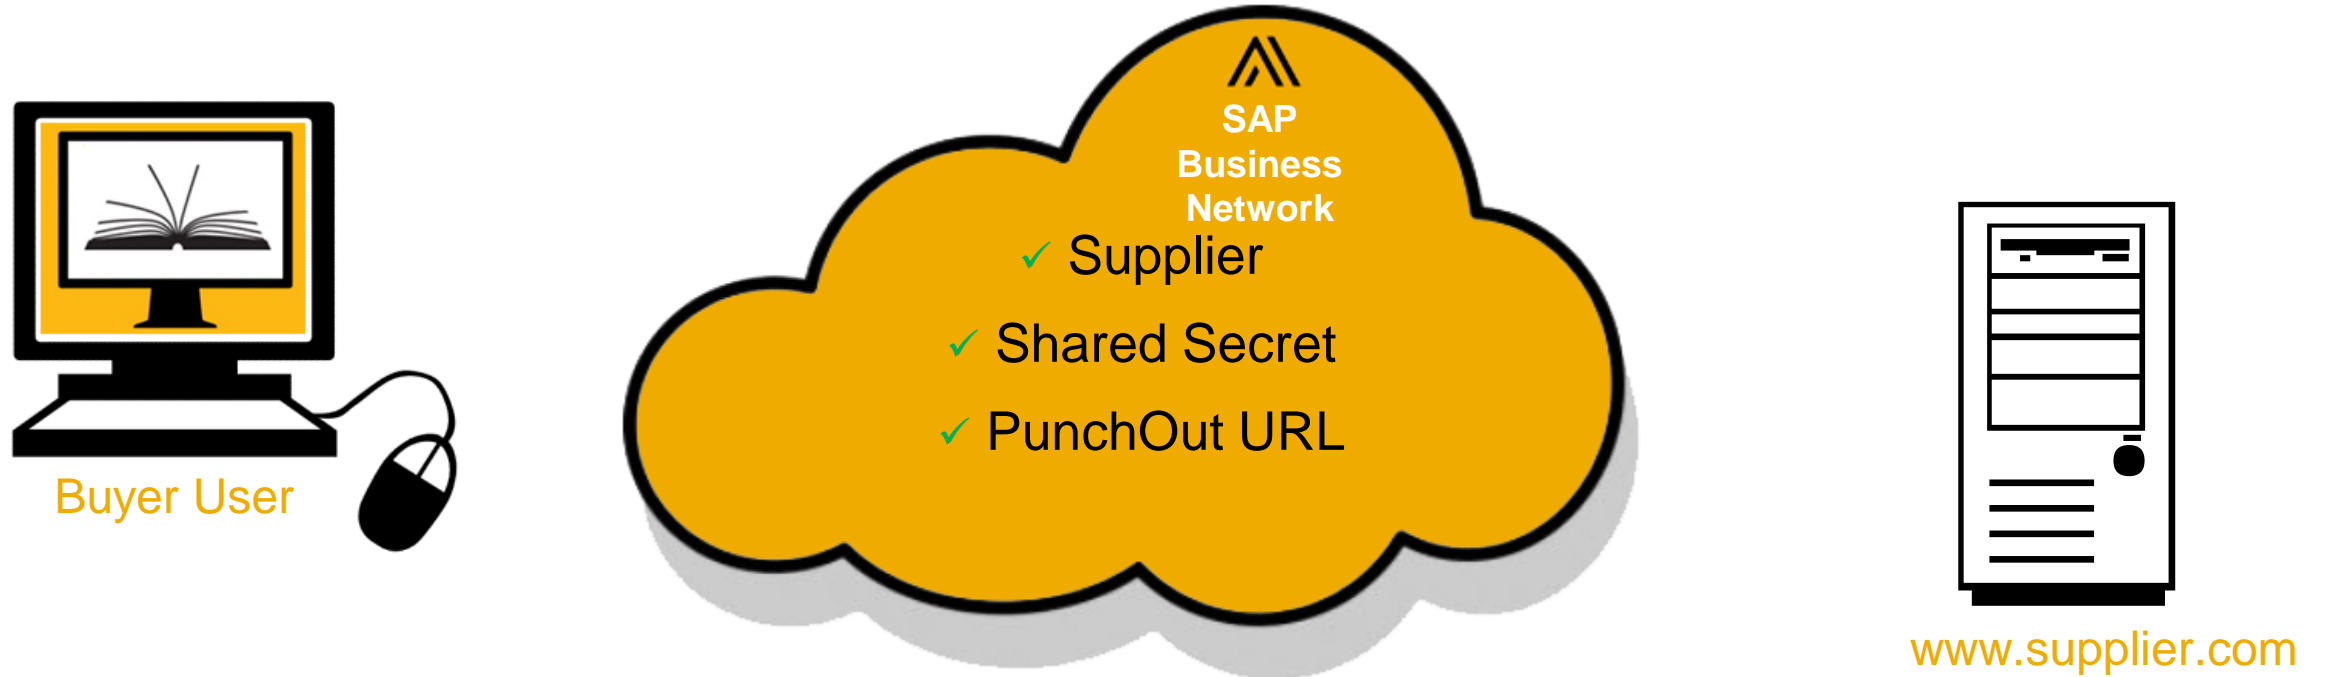 SAP
Business
Network
✓ Supplier
✓ Shared Secret
✓ PunchOut URL
Buyer User
www.supplier.com